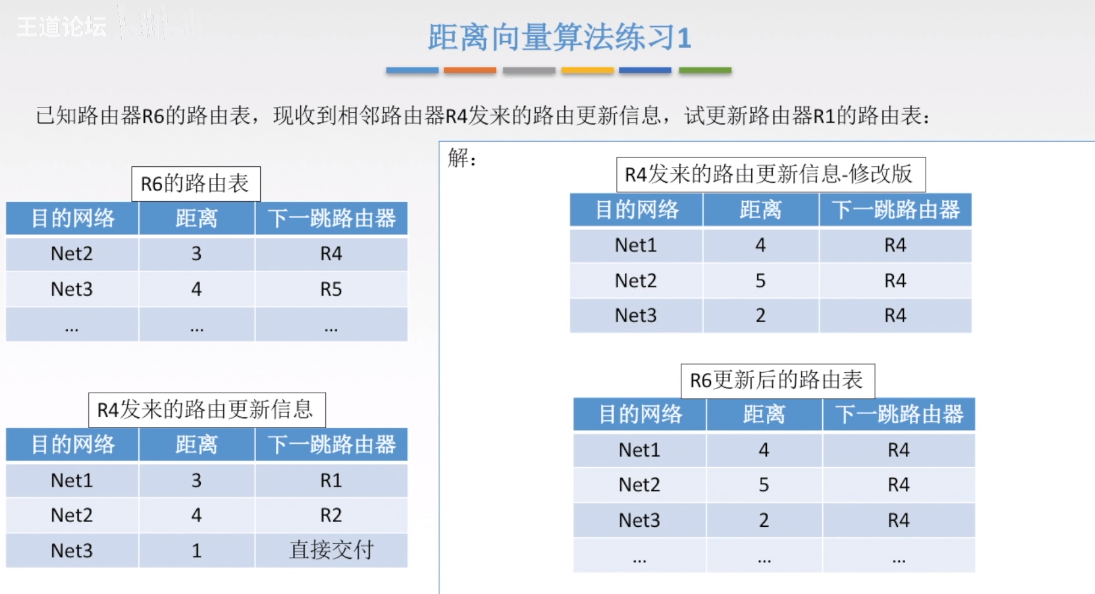 王道论坛
距离向量算法练习1
已知路由器R6的路由表，现收到相邻路由器R4发来的路由更新信息，试更新路由器R1的路由表：
R6的路由表
目的网络 距离 下一跳路由器
Net2 3 R4
Net3 4 R5
... ... ...
R4发来的路由更新信息
目的网络 距离 下一跳路由器
Net1 3 R1
Net2 4 R2
Net3 1 直接交付
解：
R4发来的路由更新信息-修改版
目的网络 距离 下一跳路由器
Net1 4 R4
Net2 5 R4
Net3 2 R4
R6更新后的路由表
目的网络 距离 下一跳路由器
Net1 4 R4
Net2 5 R4
Net3 2 R4
... ... ...